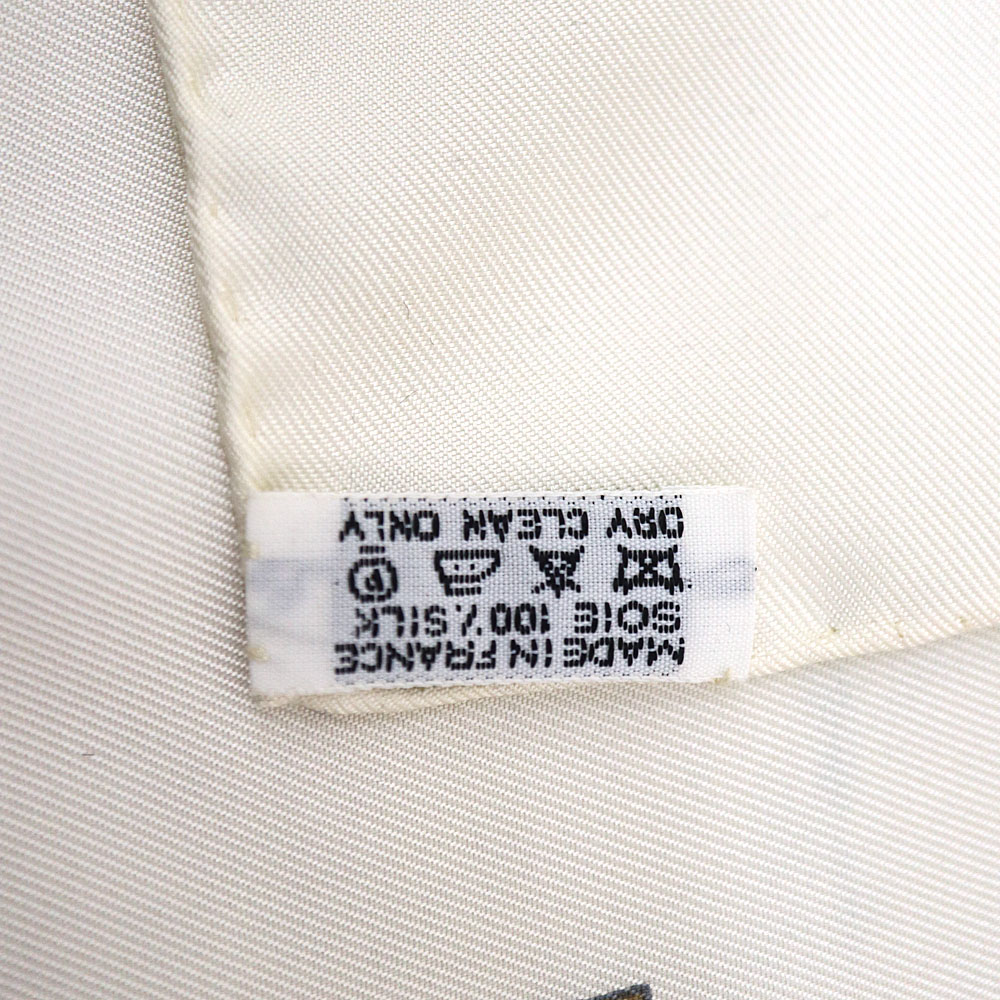 MADE IN FRANCE
SOIE 100% SILK
P
DRY CLEAN ONLY